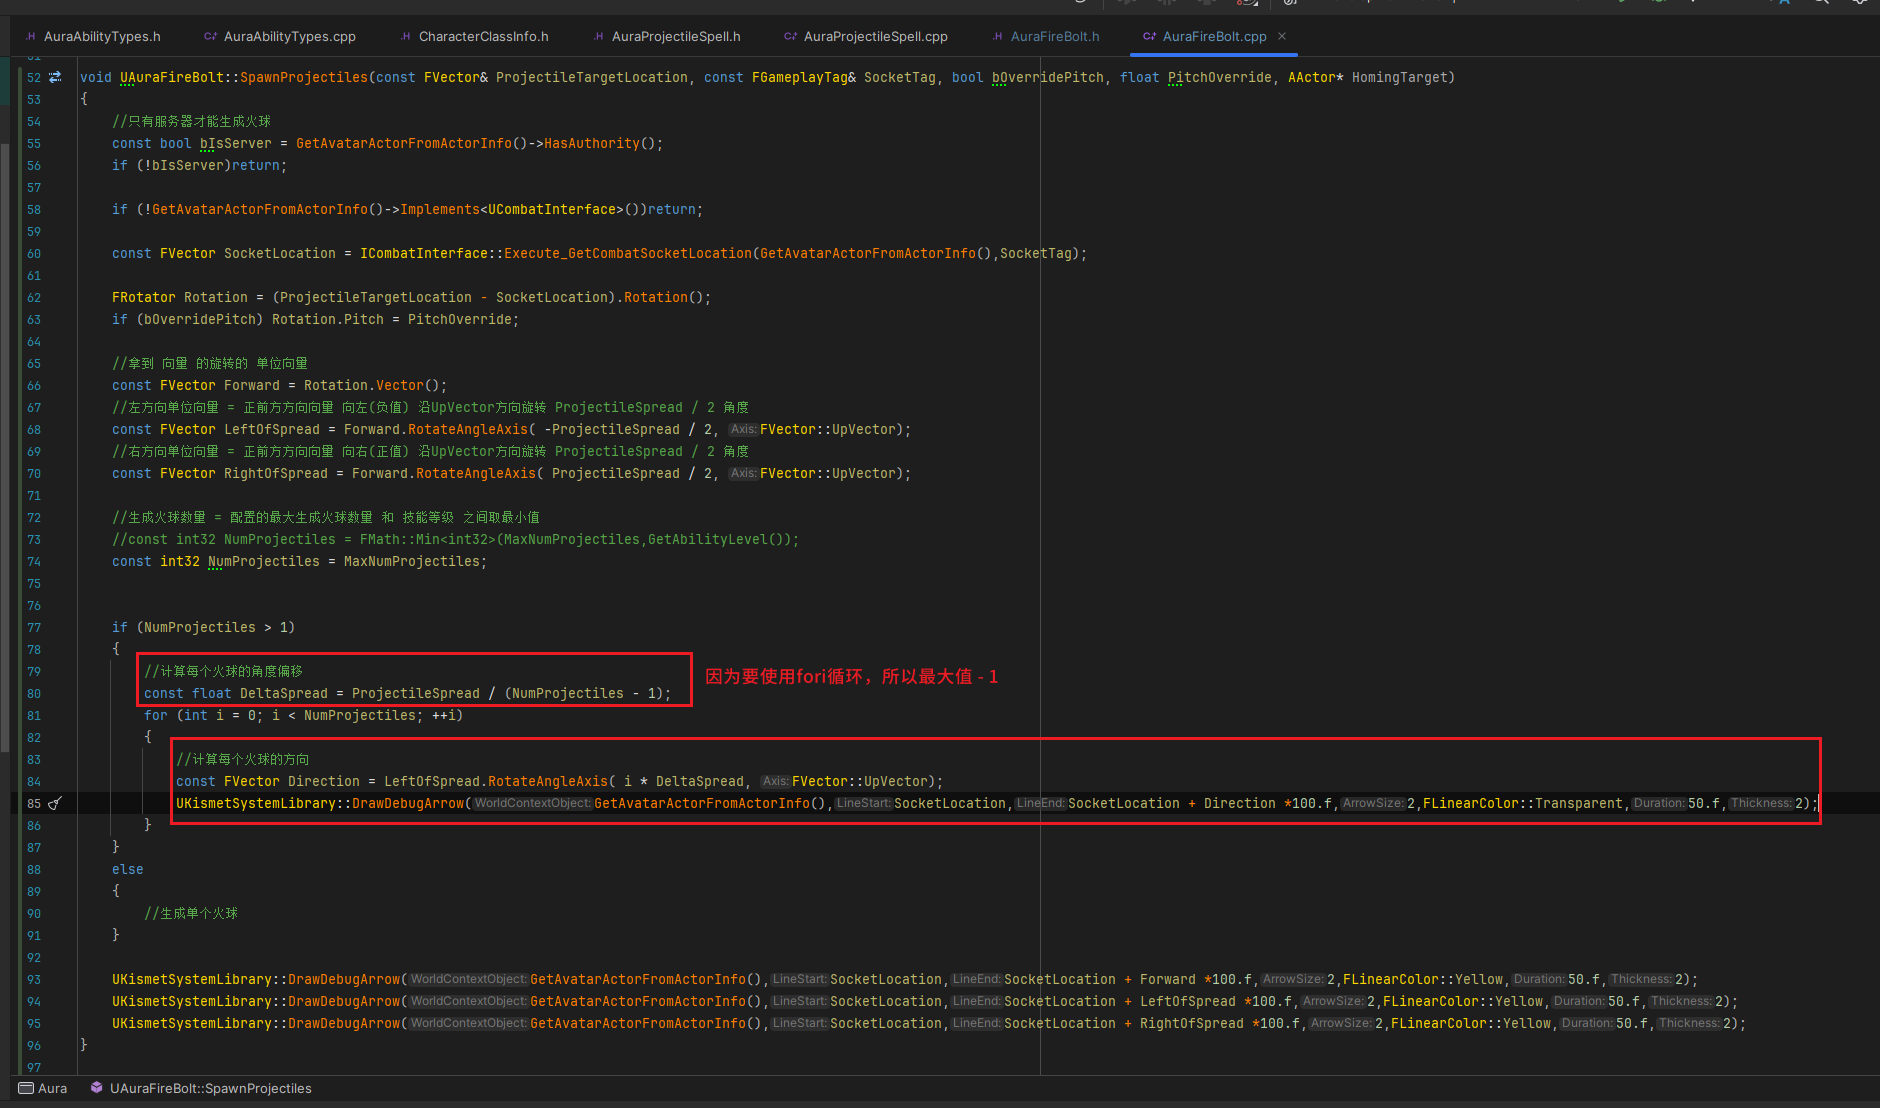 AuraAbilityTypes.h AuraAbilityTypes.cpp CharacterClassInfo.h AuraProjectileSpell.h AuraProjectileSpell.cpp AuraFireBolt.h AuraFireBolt.cpp
52 void UAuraFireBolt::SpawnProjectiles(const FVector& ProjectileTargetLocation, const FGameplayTag& SocketTag, bool bOverridePitch, float PitchOverride, AActor* HomingTarget)
53 {
54 //只有服务器才能生成火球
55 const bool bIsServer = GetAvatarActorFromActorInfo()->HasAuthority();
56 if (!bIsServer)return;
57
58 if (!GetAvatarActorFromActorInfo()->Implements<UCombatInterface>())return;
59
60 const FVector SocketLocation = ICombatInterface::Execute_GetCombatSocketLocation(GetAvatarActorFromActorInfo(),SocketTag);
61
62 FRotator Rotation = (ProjectileTargetLocation - SocketLocation).Rotation();
63 if (bOverridePitch) Rotation.Pitch = PitchOverride;
64
65 //拿到 向量 的旋转的 单位向量
66 const FVector Forward = Rotation.Vector();
67 //左方向单位向量 = 正前方方向向量 向左(负值) 沿UpVector方向旋转 ProjectileSpread / 2 角度
68 const FVector LeftOfSpread = Forward.RotateAngleAxis( -ProjectileSpread / 2, Axis: FVector::UpVector);
69 //右方向单位向量 = 正前方方向向量 向右(正值) 沿UpVector方向旋转 ProjectileSpread / 2 角度
70 const FVector RightOfSpread = Forward.RotateAngleAxis( ProjectileSpread / 2, Axis: FVector::UpVector);
71
72 //生成火球数量 = 配置的最大生成火球数量 和 技能等级 之间取最小值
73 //const int32 NumProjectiles = FMath::Min<int32>(MaxNumProjectiles,GetAbilityLevel());
74 const int32 NumProjectiles = MaxNumProjectiles;
75
76
77 if (NumProjectiles > 1)
78 {
79 //计算每个火球的角度偏移
因为要使用fori循环，所以最大值 - 1
80 const float DeltaSpread = ProjectileSpread / (NumProjectiles - 1);
81 for (int i = 0; i < NumProjectiles; ++i)
82 {
83 //计算每个火球的方向
84 const FVector Direction = LeftOfSpread.RotateAngleAxis( i * DeltaSpread, Axis: FVector::UpVector);
85 UKismetSystemLibrary::DrawDebugArrow( WorldContextObject: GetAvatarActorFromActorInfo(), LineStart: SocketLocation, LineEnd: SocketLocation + Direction *100.f, ArrowSize: 2,FLinearColor::Transparent, Duration: 50.f, Thickness: 2);
86 }
87 }
88 else
89 {
90 //生成单个火球
91 }
92
93 UKismetSystemLibrary::DrawDebugArrow( WorldContextObject: GetAvatarActorFromActorInfo(), LineStart: SocketLocation, LineEnd: SocketLocation + Forward *100.f, ArrowSize: 2,FLinearColor::Yellow, Duration: 50.f, Thickness: 2);
94 UKismetSystemLibrary::DrawDebugArrow( WorldContextObject: GetAvatarActorFromActorInfo(), LineStart: SocketLocation, LineEnd: SocketLocation + LeftOfSpread *100.f, ArrowSize: 2,FLinearColor::Yellow, Duration: 50.f, Thickness: 2);
95 UKismetSystemLibrary::DrawDebugArrow( WorldContextObject: GetAvatarActorFromActorInfo(), LineStart: SocketLocation, LineEnd: SocketLocation + RightOfSpread *100.f, ArrowSize: 2,FLinearColor::Yellow, Duration: 50.f, Thickness: 2);
96 }
97
Aura UAuraFireBolt::SpawnProjectiles